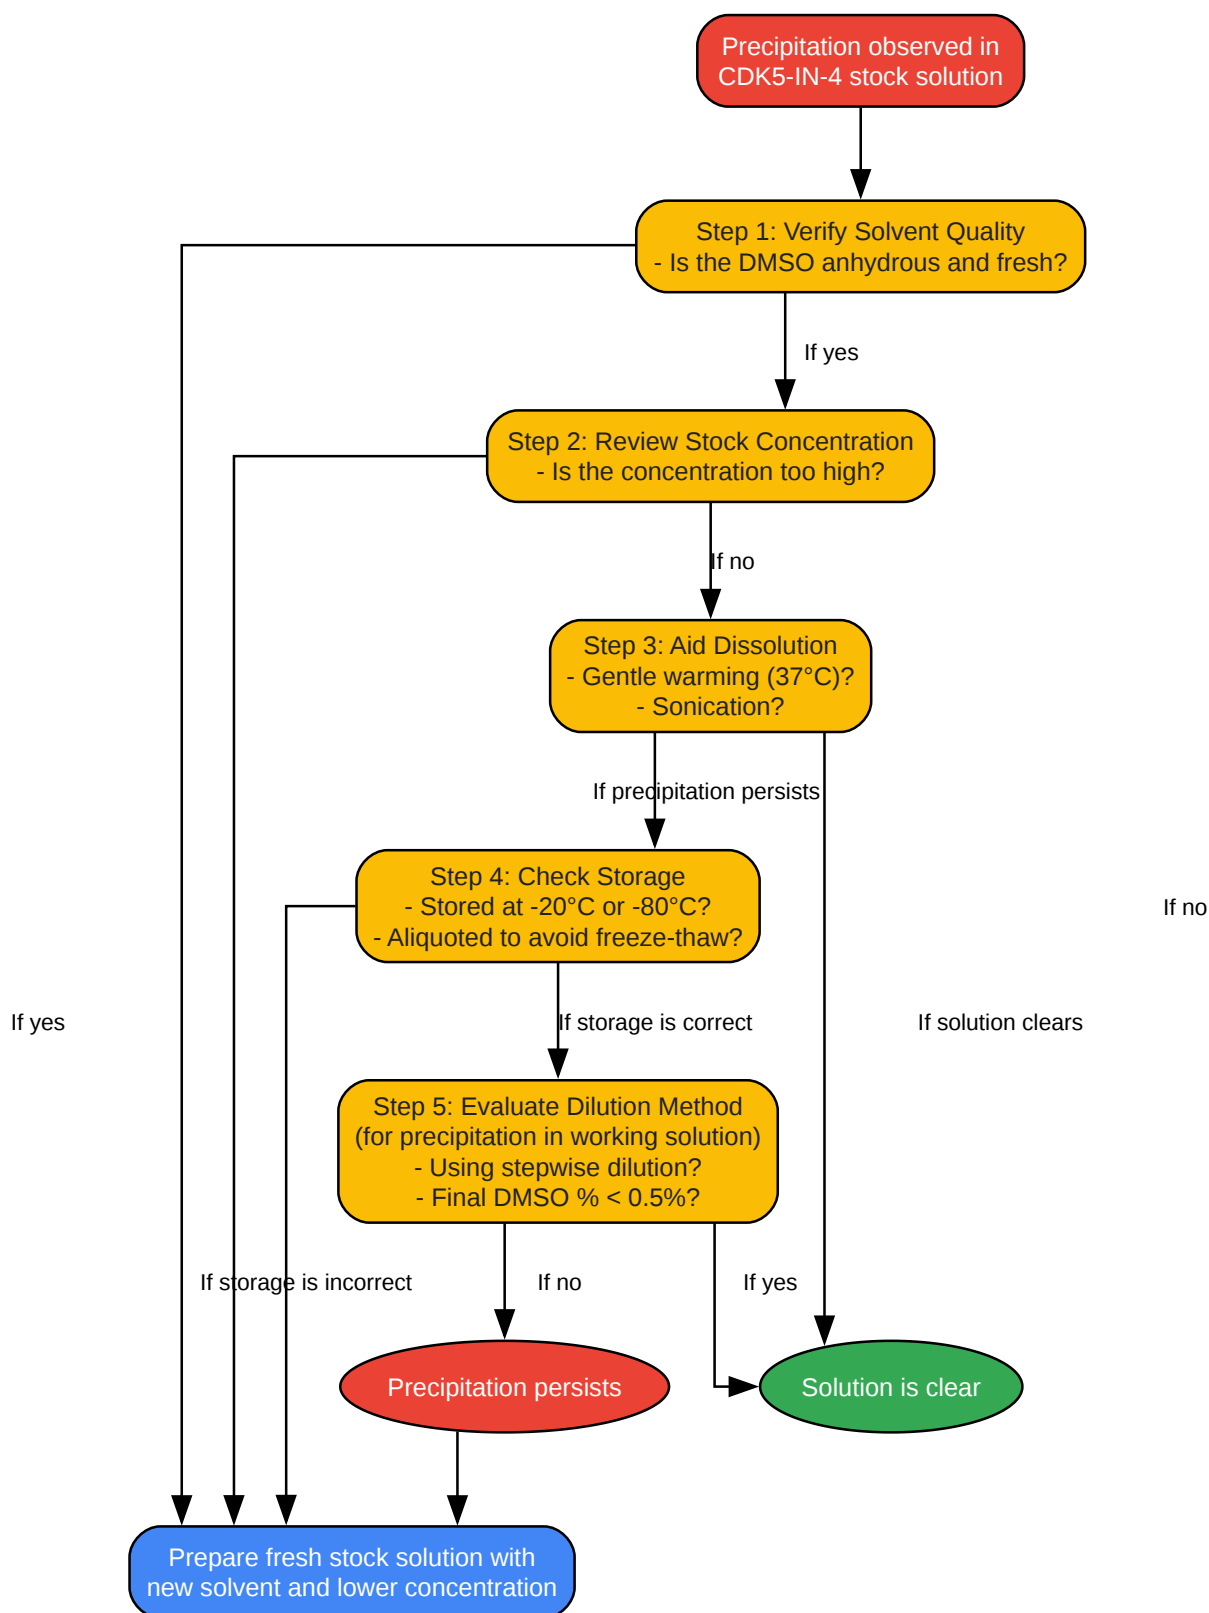 Precipitation observed in
CDK5-IN-4 stock solution
Step 1: Verify Solvent Quality
- Is the DMSO anhydrous and fresh?
If yes
Step 2: Review Stock Concentration
- Is the concentration too high?
If no
Step 3: Aid Dissolution
- Gentle warming (37°C)?
- Sonication?
If precipitation persists
Step 4: Check Storage
- Stored at -20°C or -80°C?
- Aliquoted to avoid freeze-thaw?
If no
If yes
If storage is correct
If solution clears
Step 5: Evaluate Dilution Method
(for precipitation in working solution)
- Using stepwise dilution?
- Final DMSO % < 0.5%?
If storage is incorrect
If no
If yes
Precipitation persists
Solution is clear
Prepare fresh stock solution with
new solvent and lower concentration